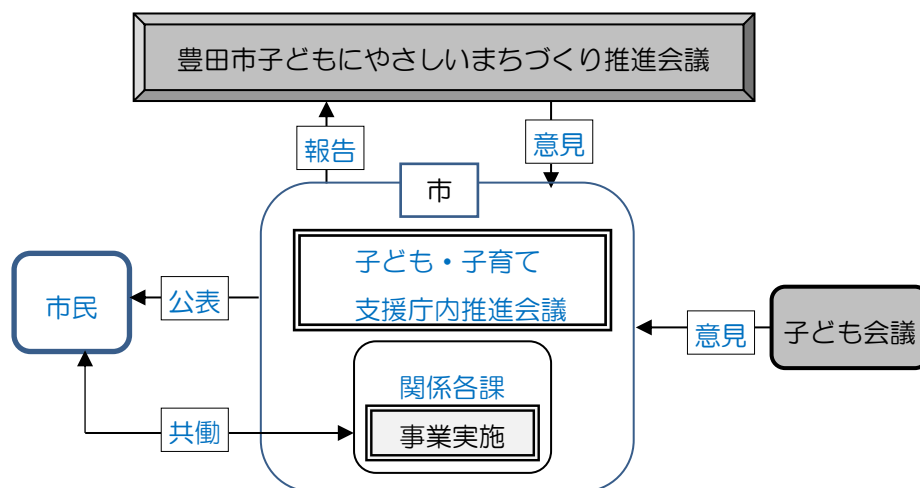 豊田市子どもにやさしいまちづくり推進会議
報告
意見
市
子ども・子育て
支援庁内推進会議
市民
公表
意見
子ども会議
関係各課
共働
事業実施